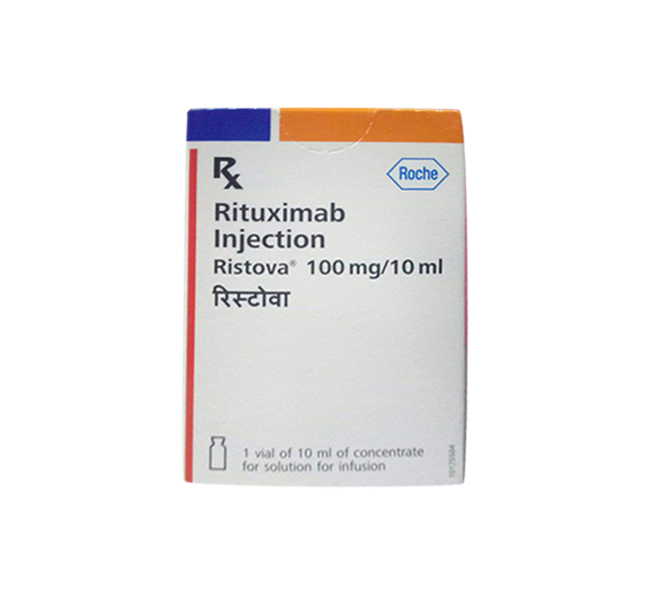 Rx
Roche
Rituximab
Injection
Ristova® 100 mg/10 ml
रिस्टोवा
1 vial of 10 ml of concentrate
for solution for infusion